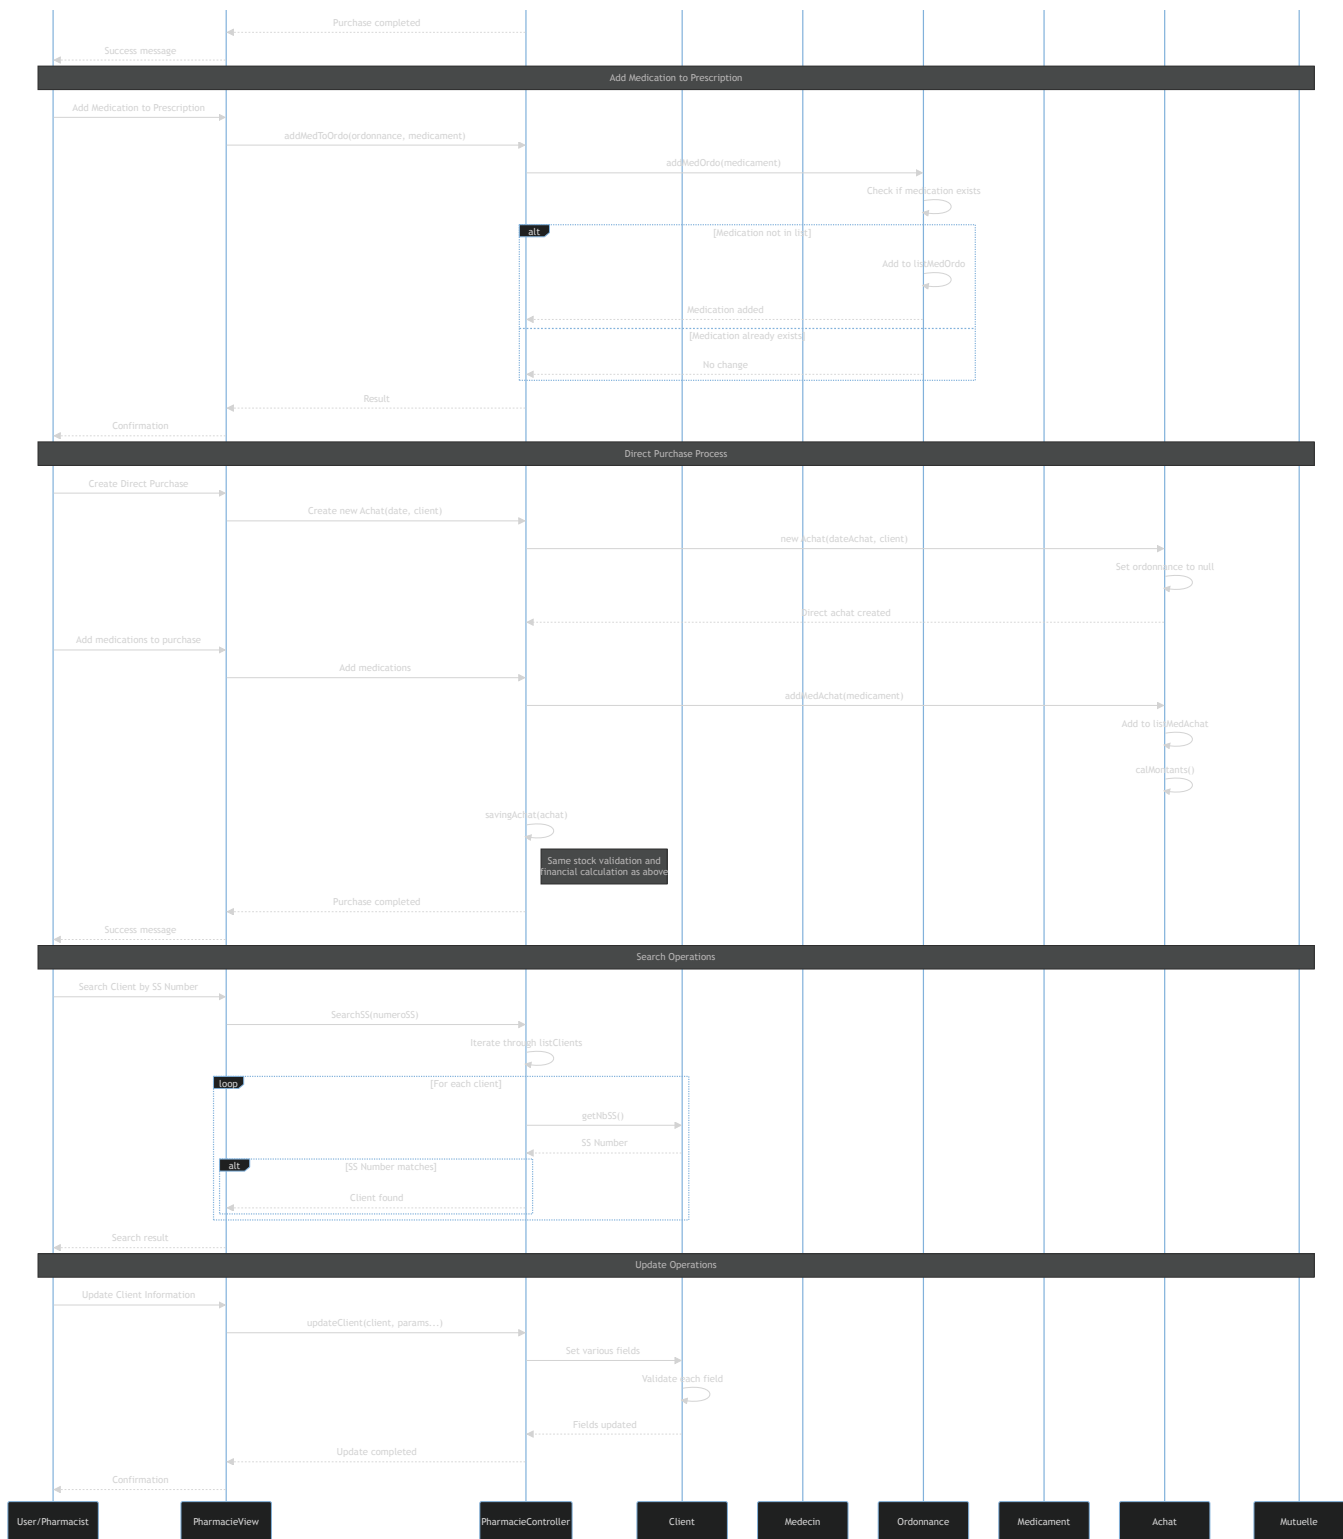 Purchase completed
Success message
Add Medication to Prescription
Add Medication to Prescription
addMedToOrdo(ordonnance, medicament)
addMedOrdo(medicament)
Check if medication exists
alt
[Medication not in list]
Add to listMedOrdo
Medication added
[Medication already exists]
No change
Result
Confirmation
Direct Purchase Process
Create Direct Purchase
Create new Achat(date, client)
new Achat(dateAchat, client)
Set ordonnance to null
Direct achat created
Add medications to purchase
Add medications
addMedAchat(medicament)
Add to listMedAchat
calMontants()
savingAchat(achat)
Same stock validation and
financial calculation as above
Purchase completed
Success message
Search Operations
Search Client by SS Number
SearchSS(numeroSS)
Iterate through listClients
loop
[For each client]
getNbSS()
SS Number
alt
[SS Number matches]
Client found
Search result
Update Operations
Update Client Information
updateClient(client, params...)
Set various fields
Validate each field
Fields updated
Update completed
Confirmation
User/Pharmacist
PharmacieView
PharmacieController
Client
Medecin
Ordonnance
Medicament
Achat
Mutuelle